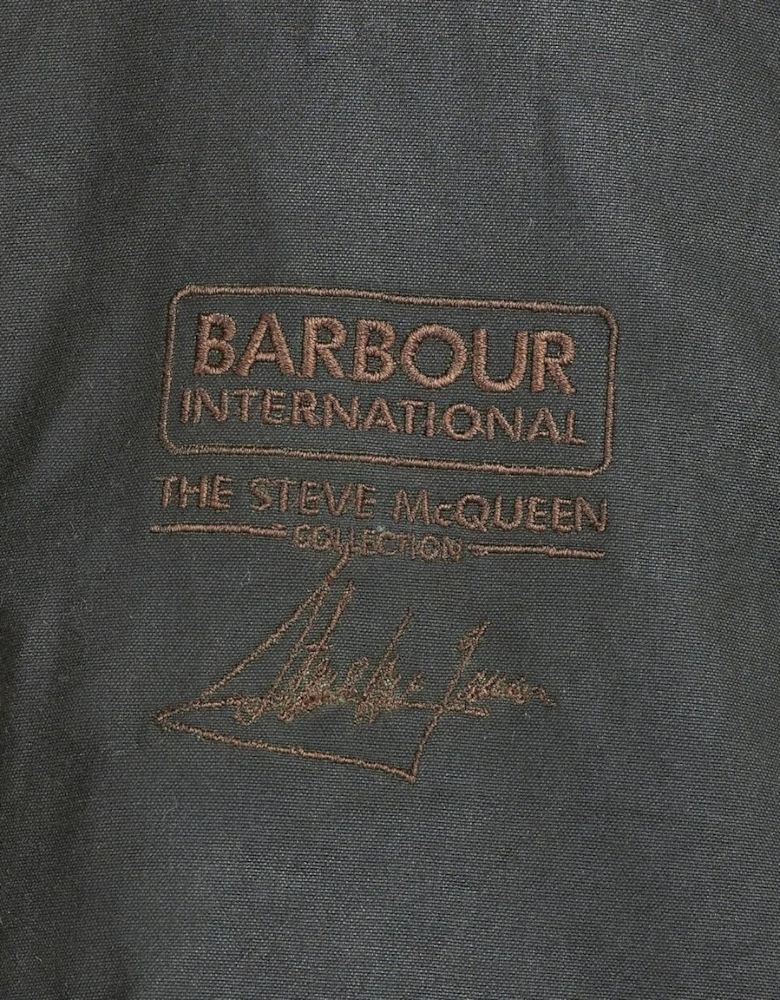 BARBOUR
INTERNATIONAL
THE STEVE McQUEEN
COLLECTION